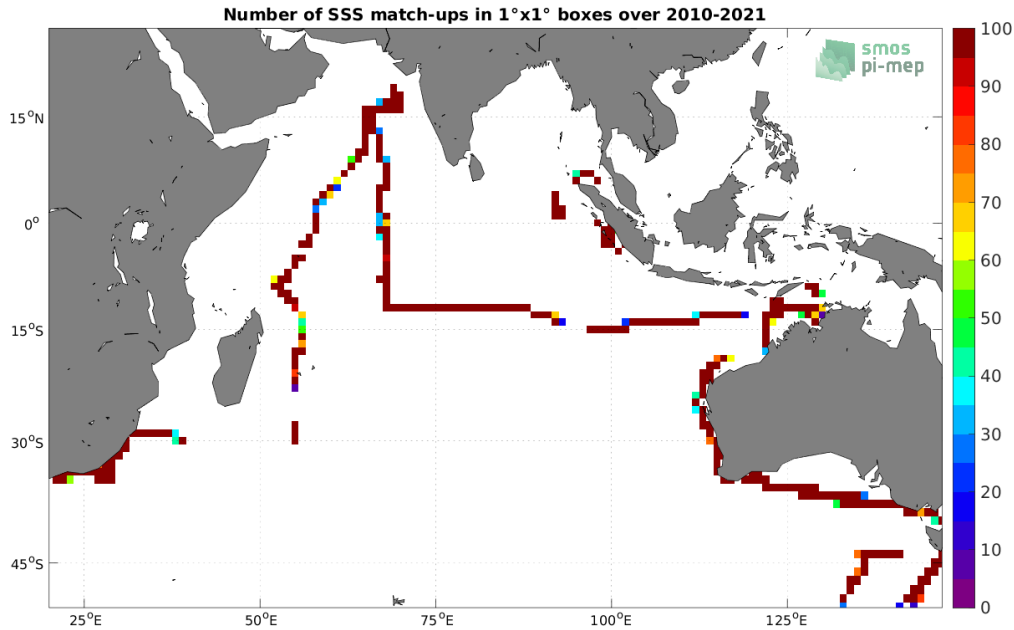 Number of SSS match-ups in 1°x1° boxes over 2010-2021
smos
pi-mep
15°N
0°
15°S
30°S
45°S
25°E
50°E
75°E
100°E
125°E
100
90
80
70
60
50
40
30
20
10
0